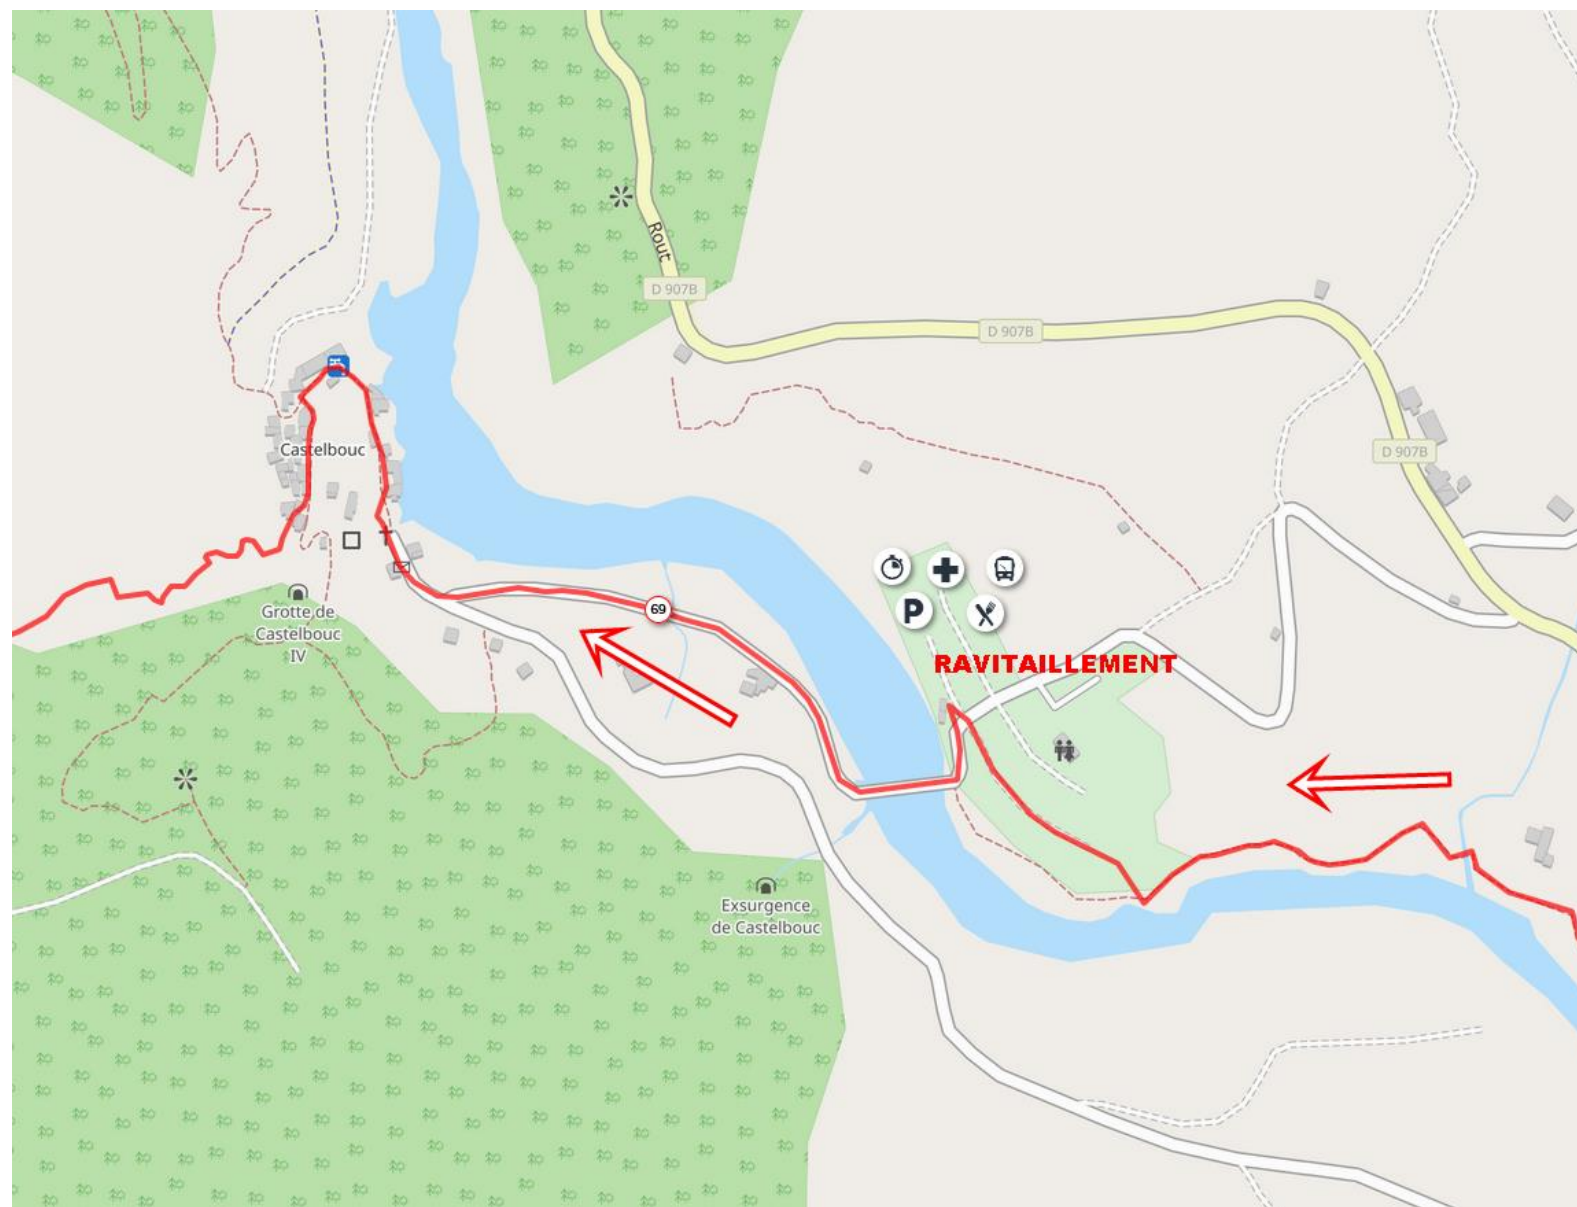 Rout
D 907B
D 907B
D 907B
Castelbouc
69
P
Grotte de
Castelbouc
IV
RAVITAILLEMENT
Exsurgence
de Castelbouc